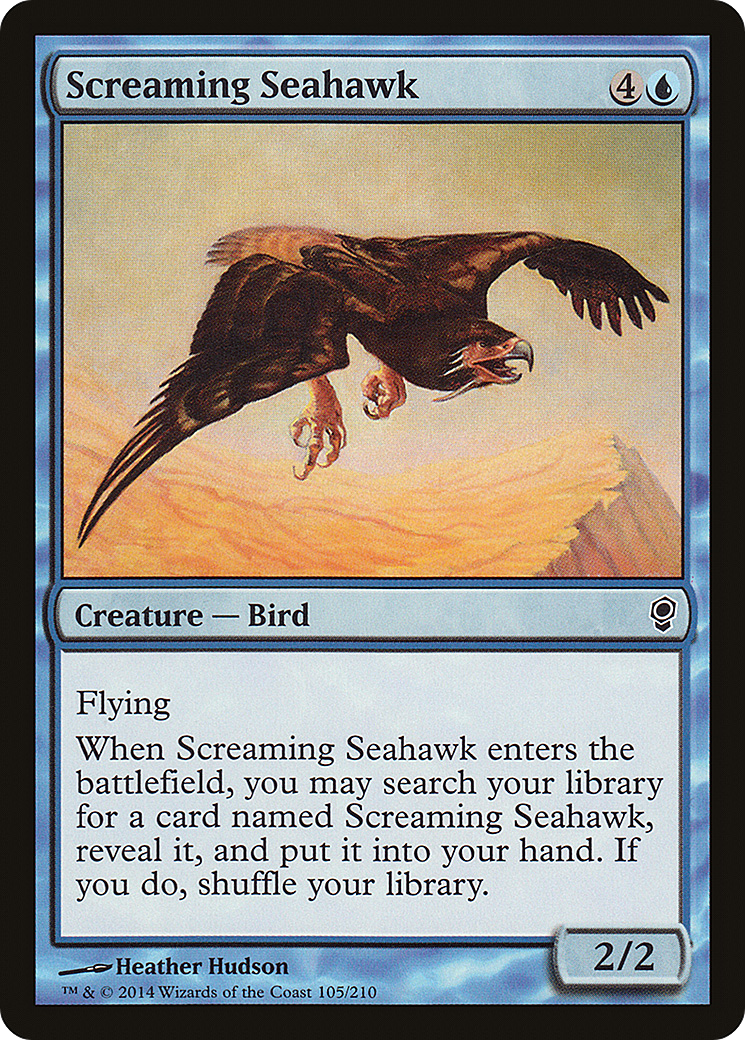 Screaming Seahawk 4
Creature — Bird
Flying
When Screaming Seahawk enters the
battlefield, you may search your library
for a card named Screaming Seahawk,
reveal it, and put it into your hand. If
you do, shuffle your library.
2/2
Heather Hudson
™ & © 2014 Wizards of the Coast 105/210